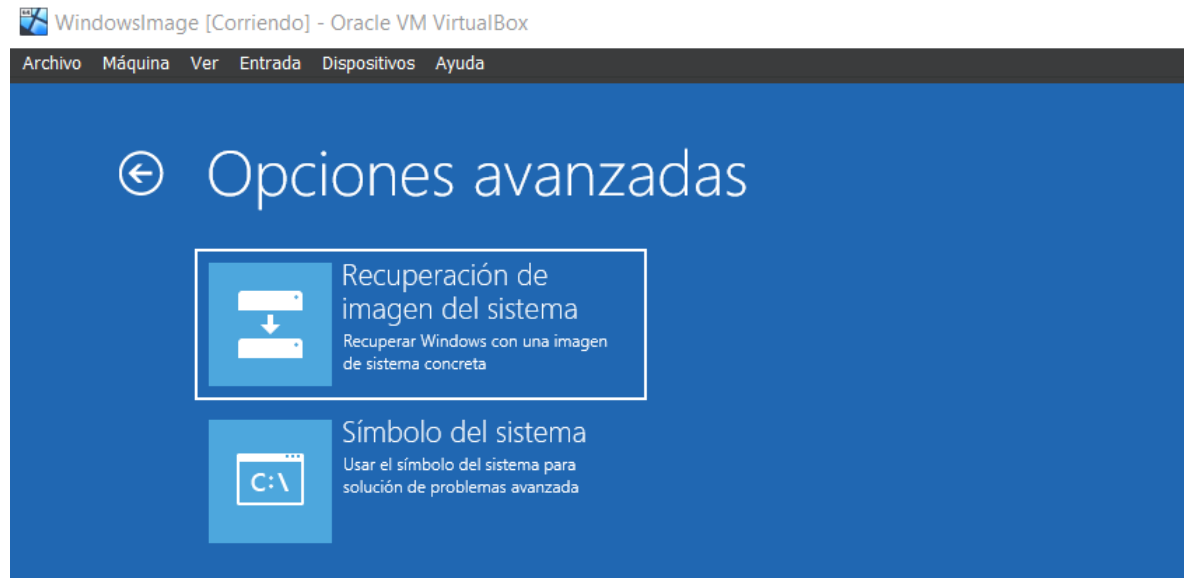 WindowsImage [Corriendo] - Oracle VM VirtualBox
Archivo Máquina Ver Entrada Dispositivos Ayuda
Opciones avanzadas
Recuperación de
imagen del sistema
Recuperar Windows con una imagen
de sistema concreta
Símbolo del sistema
Usar el símbolo del sistema para
solución de problemas avanzada
C:\